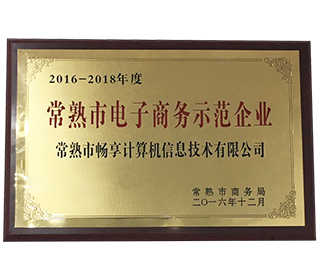 2016-2018年度
常熟市电子商务示范企业
常熟市畅享计算机信息技术有限公司
常熟市商务局
二〇一六年十二月